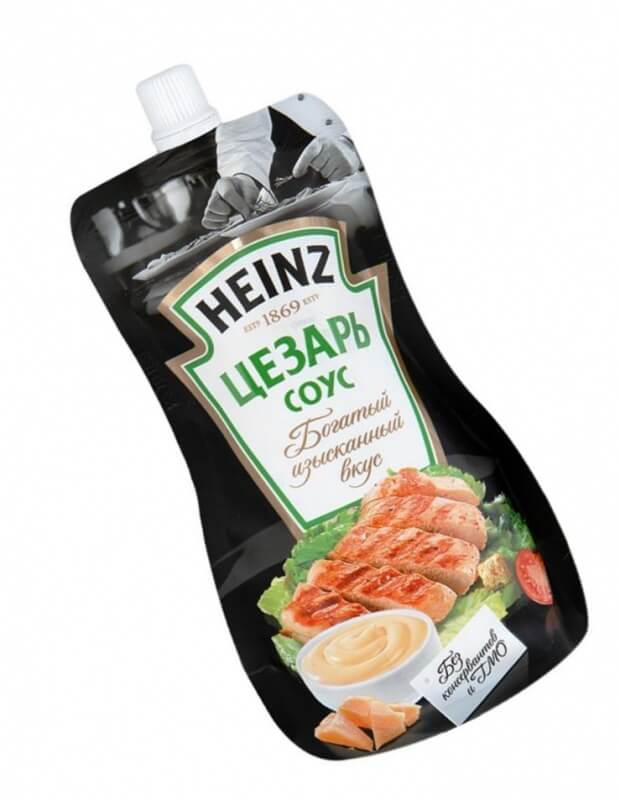 HEINZ
ESTD 1869 ESTD
ЦЕЗАРЬ
СОУС
Богатый
изысканный
вкус
Без
консервантов
и ГМО